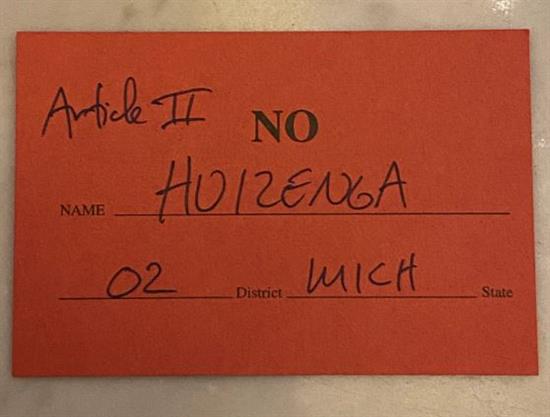 Article II
NO
NAME HUIZENGA
02 District MICH State